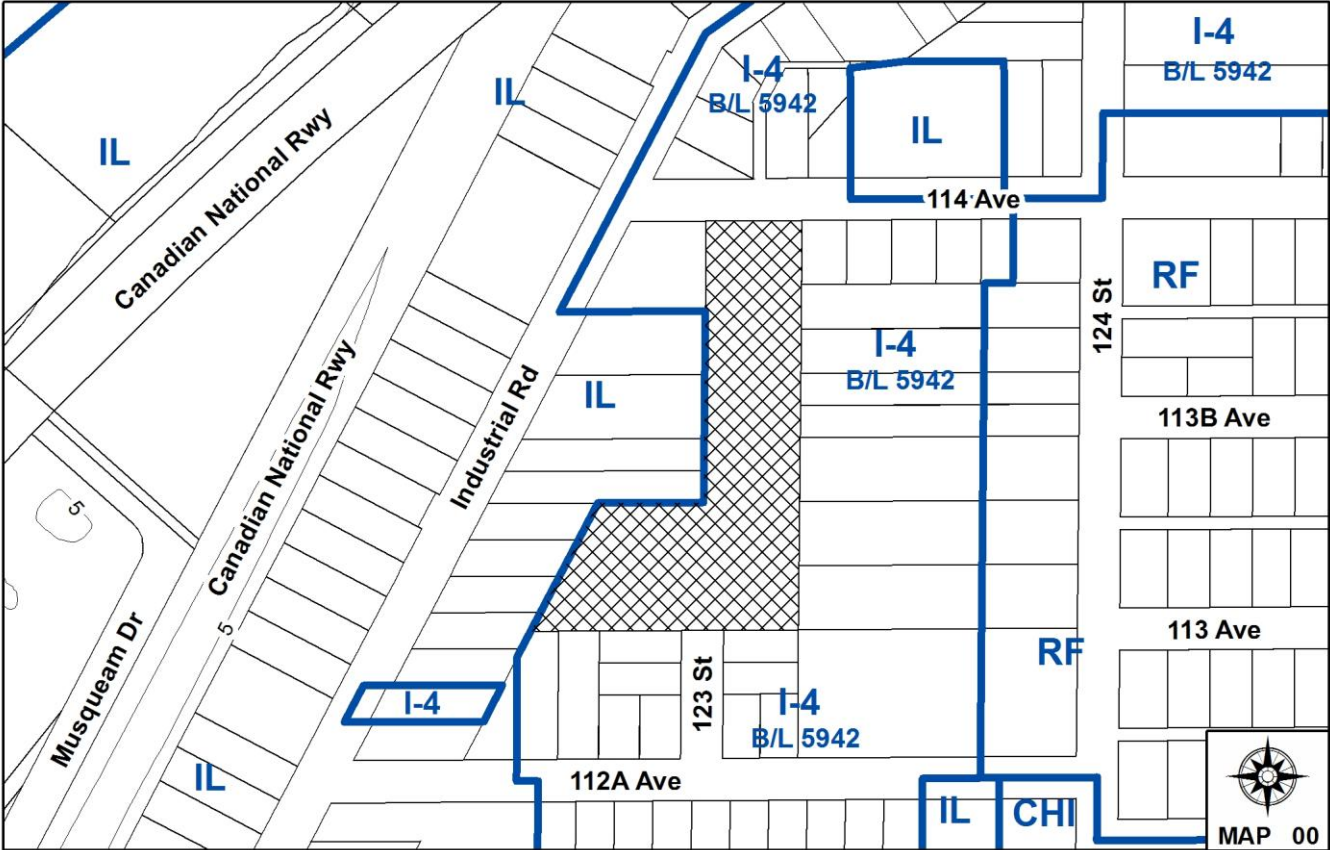 I-4
B/L 5942
I-4
B/L 5942
IL
IL
IL
Canadian National Rwy
114 Ave
RF
124 St
I-4
B/L 5942
IL
113B Ave
Canadian National Rwy
Industrial Rd
5
5
Musqueam Dr
113 Ave
RF
123 St
I-4
I-4
B/L 5942
IL
112A Ave
IL
CHI
MAP 00